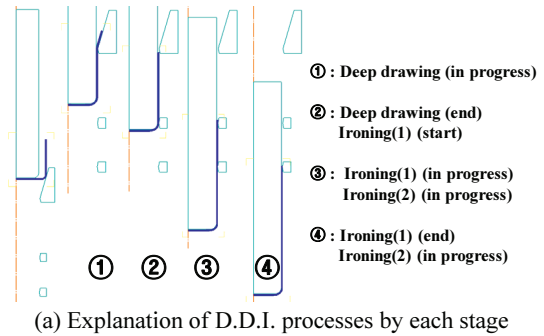 ① : Deep drawing (in progress)
② : Deep drawing (end)
Ironing(1) (start)
③ : Ironing(1) (in progress)
Ironing(2) (in progress)
④ : Ironing(1) (end)
Ironing(2) (in progress)
① ② ③ ④
(a) Explanation of D.D.I. processes by each stage